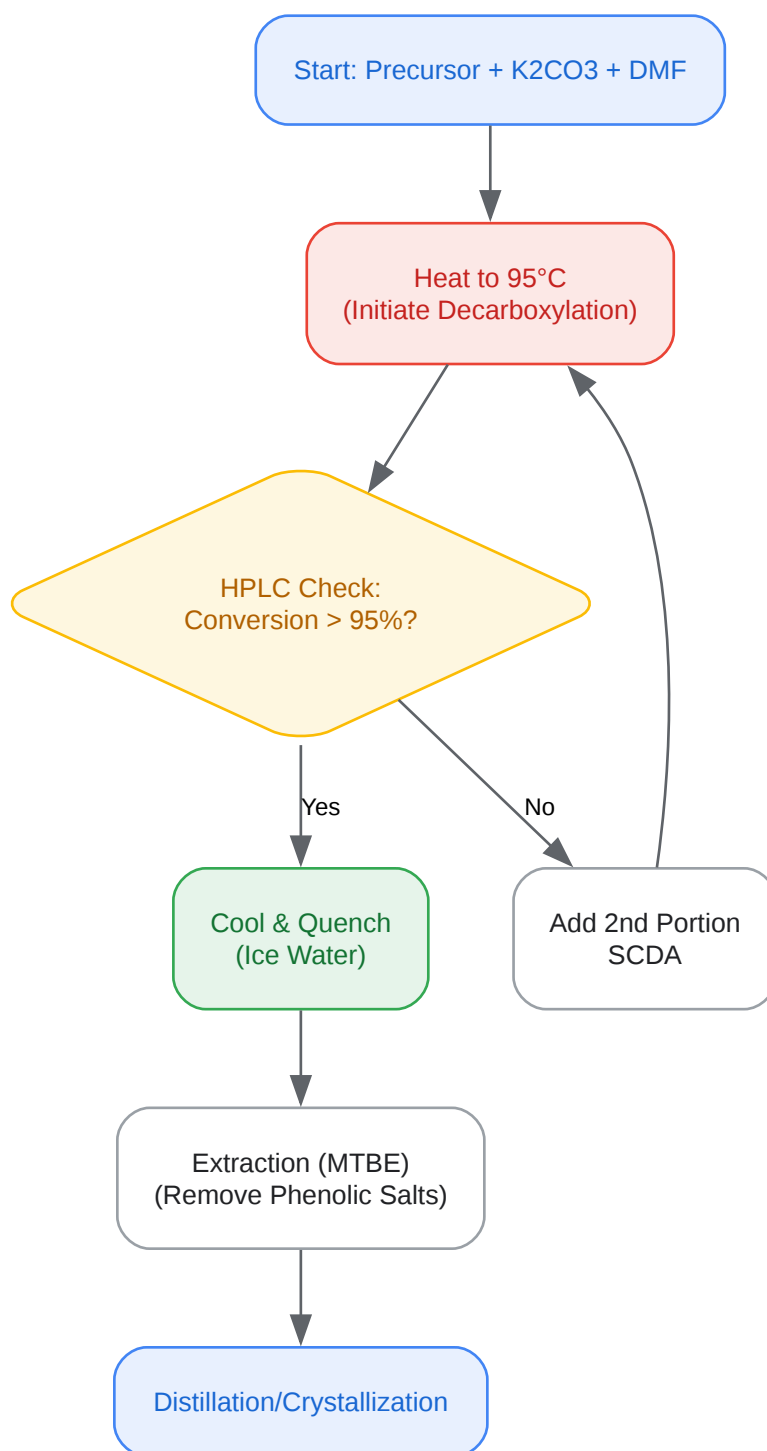 Start: Precursor + K2CO3 + DMF
Heat to 95°C
(Initiate Decarboxylation)
HPLC Check:
Conversion > 95%?
Yes
No
Cool & Quench
(Ice Water)
Add 2nd Portion
SCDA
Extraction (MTBE)
(Remove Phenolic Salts)
Distillation/Crystallization